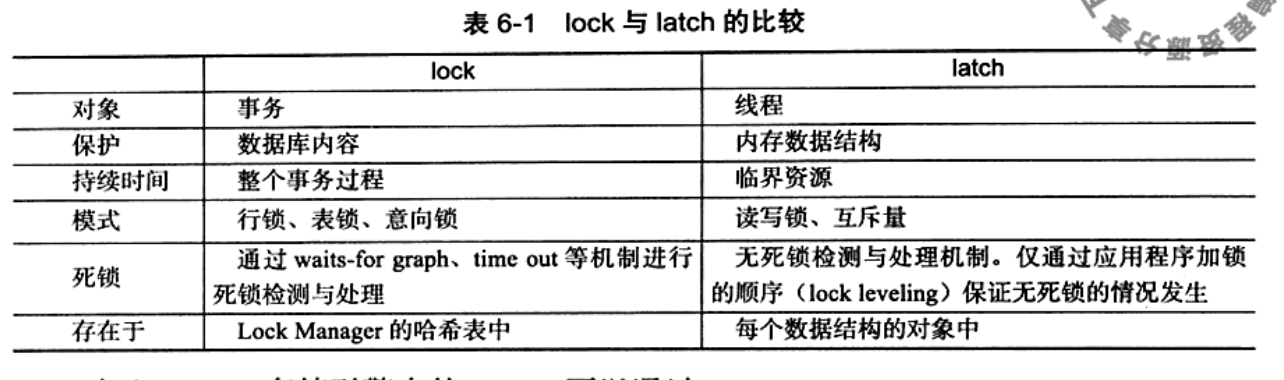 表 6-1 lock 与 latch 的比较
lock latch
对象 事务 线程
保护 数据库内容 内存数据结构
持续时间 整个事务过程 临界资源
模式 行锁、表锁、意向锁 读写锁、互斥量
死锁 通过 waits-for graph、time out 等机制进行
死锁检测与处理
无死锁检测与处理机制。仅通过应用程序加锁
的顺序（lock leveling）保证无死锁的情况发生
存在于 Lock Manager 的哈希表中 每个数据结构的对象中